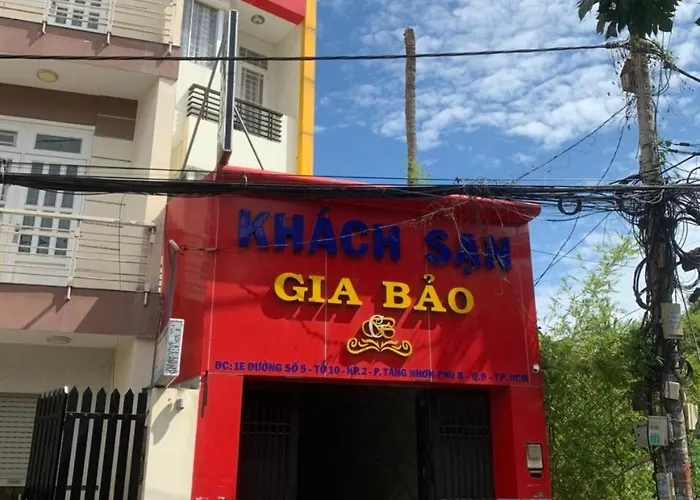 KHÁCH SẠN
GIA BẢO
GB
ĐC: 1E ĐƯỜNG SỐ 5 - TỔ 10 - KP.2 - P. TĂNG NHƠN PHÚ B - Q.9 - TP.HCM